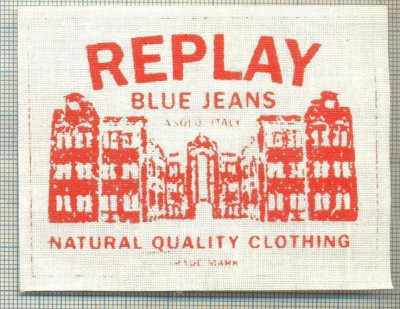 REPLAY
BLUE JEANS
ASOLO ITALY
NATURAL QUALITY CLOTHING
TRADE MARK